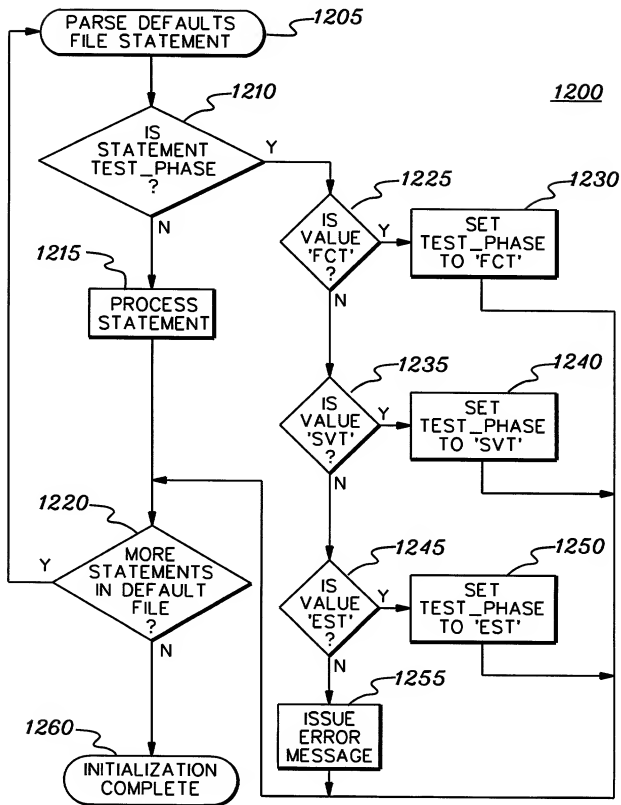 PARSE DEFAULTS
FILE STATEMENT
1205
1200
1210
IS
STATEMENT
TEST_PHASE
?
Y
N
1215
PROCESS
STATEMENT
1225
IS
VALUE
'FCT'
?
Y
N
1230
SET
TEST_PHASE
TO 'FCT'
1235
IS
VALUE
'SVT'
?
Y
N
1240
SET
TEST_PHASE
TO 'SVT'
1220
MORE
STATEMENTS
IN DEFAULT
FILE
?
Y
N
1245
IS
VALUE
'EST'
?
Y
N
1250
SET
TEST_PHASE
TO 'EST'
1255
ISSUE
ERROR
MESSAGE
1260
INITIALIZATION
COMPLETE